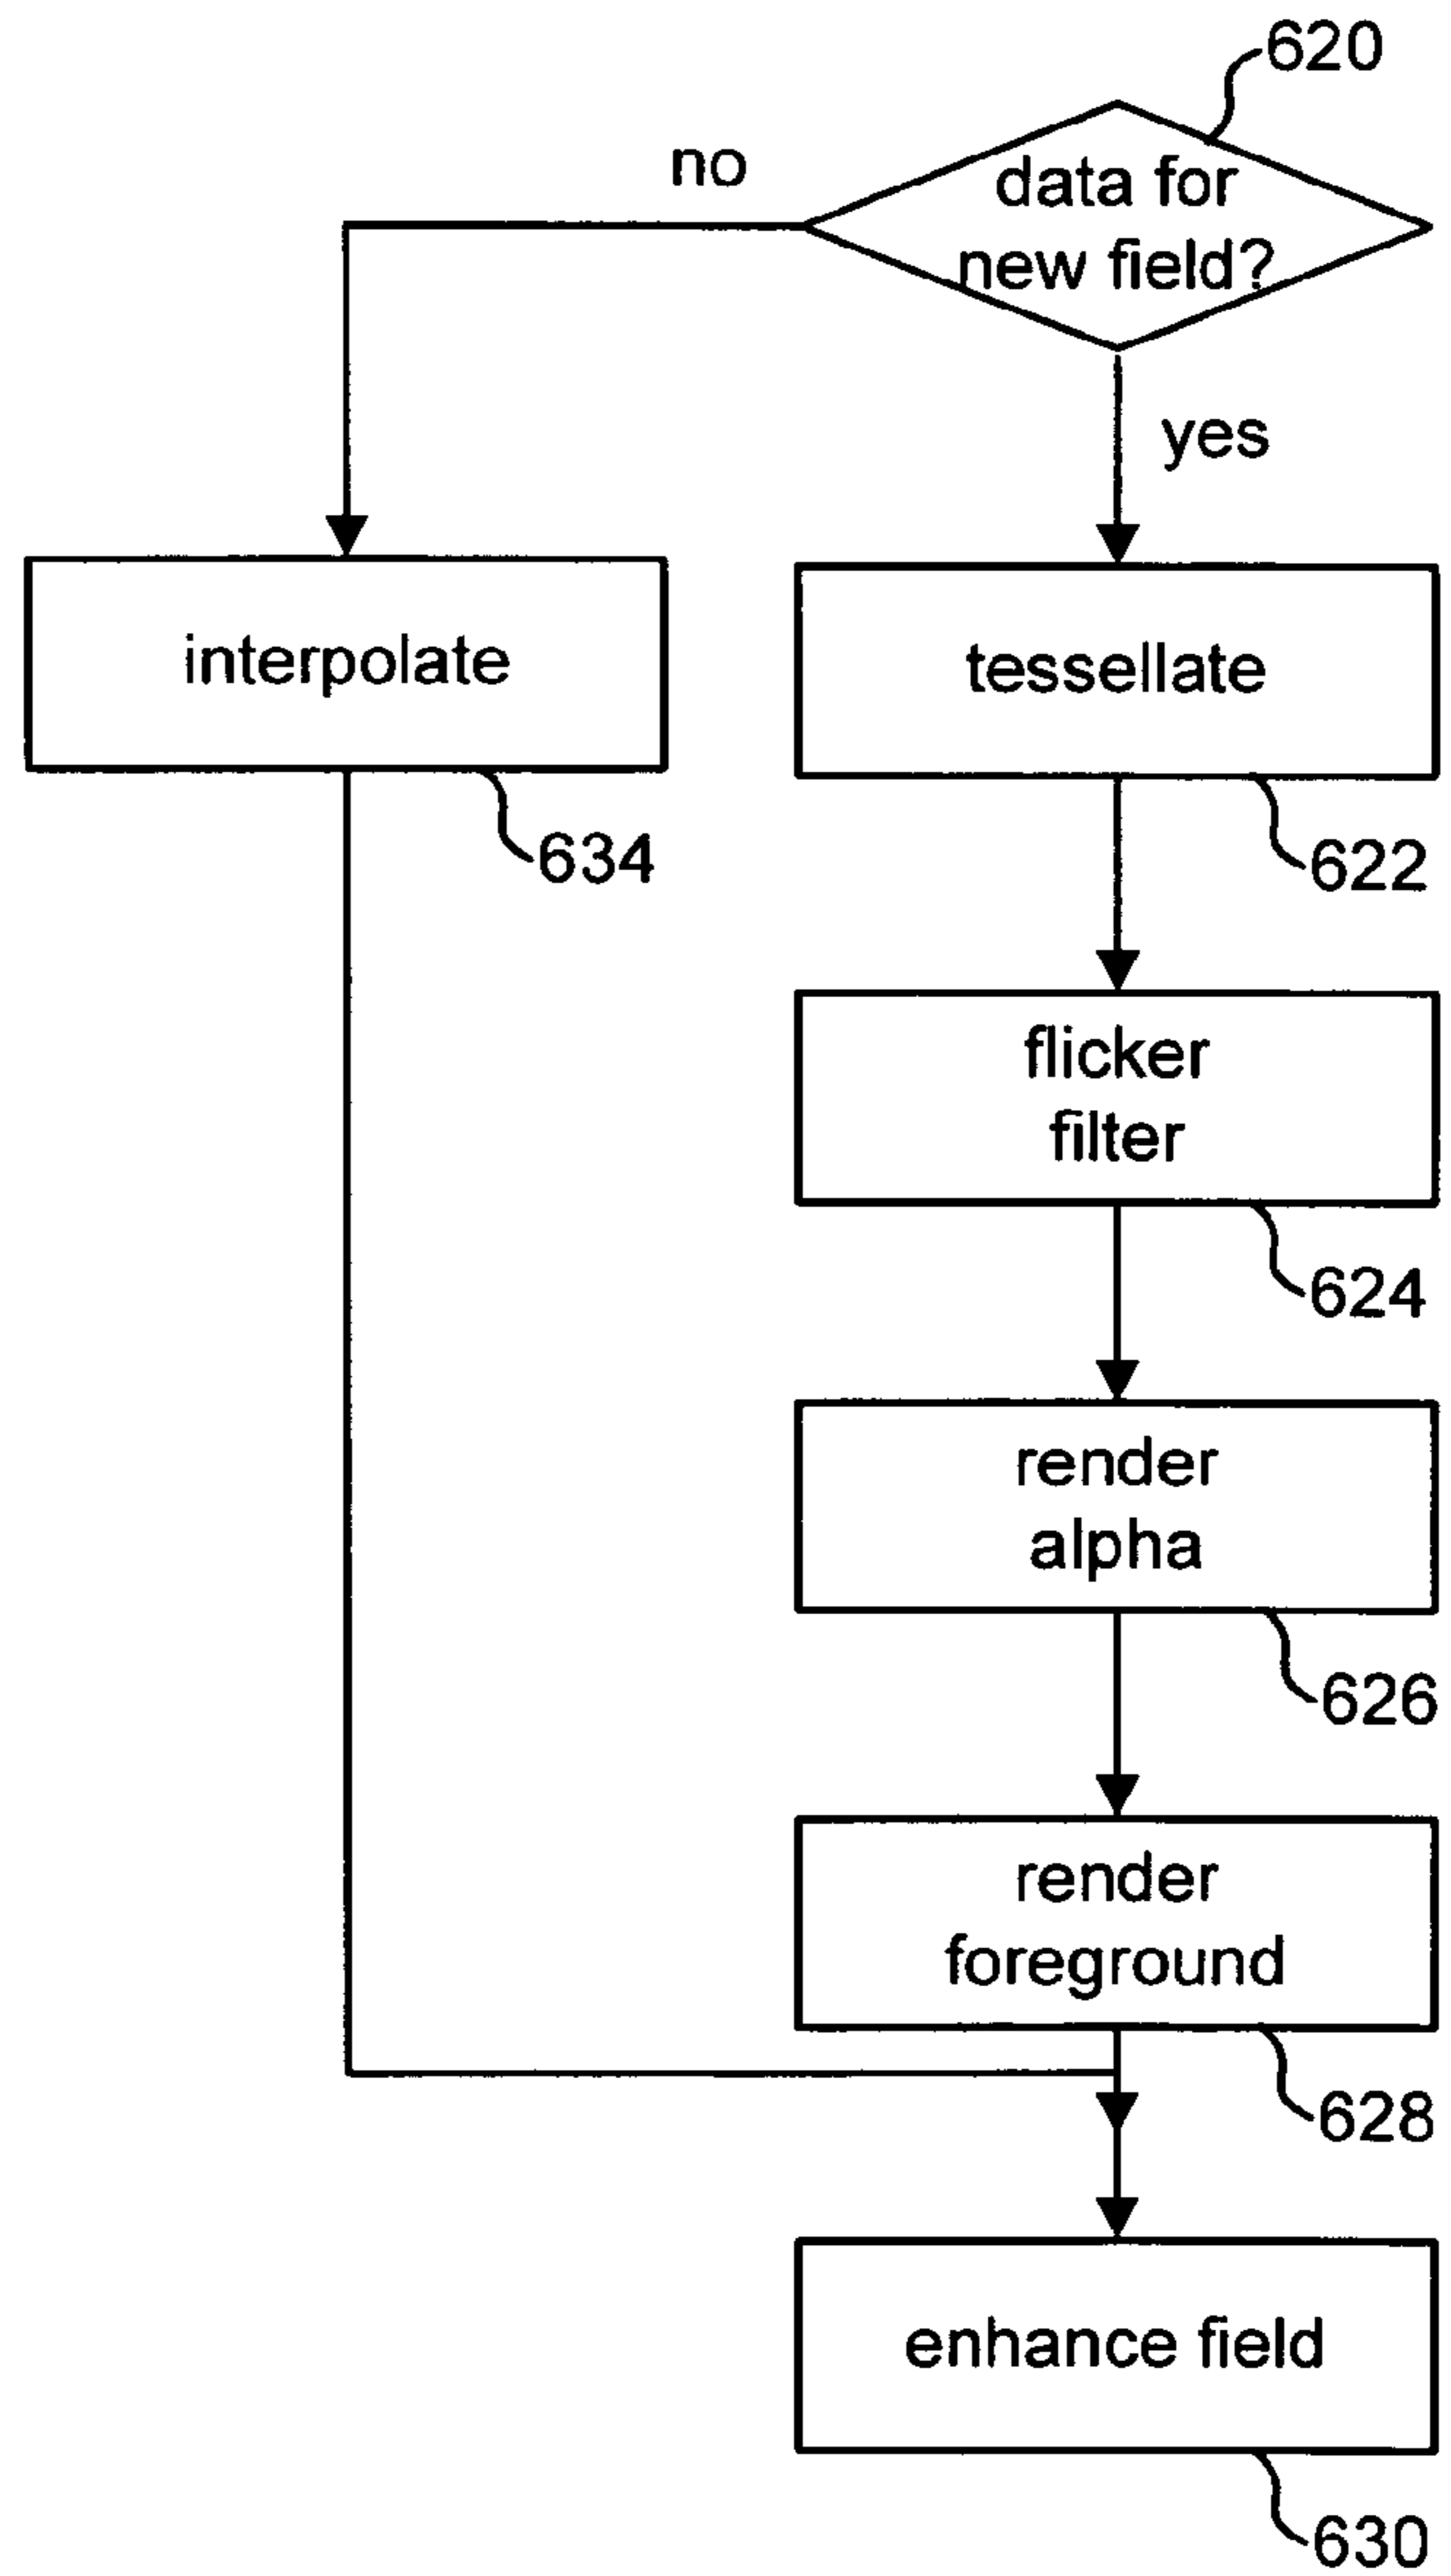 620
no
data for
new field?
yes
interpolate
tessellate
634
622
flicker
filter
624
render
alpha
626
render
foreground
628
enhance field
630